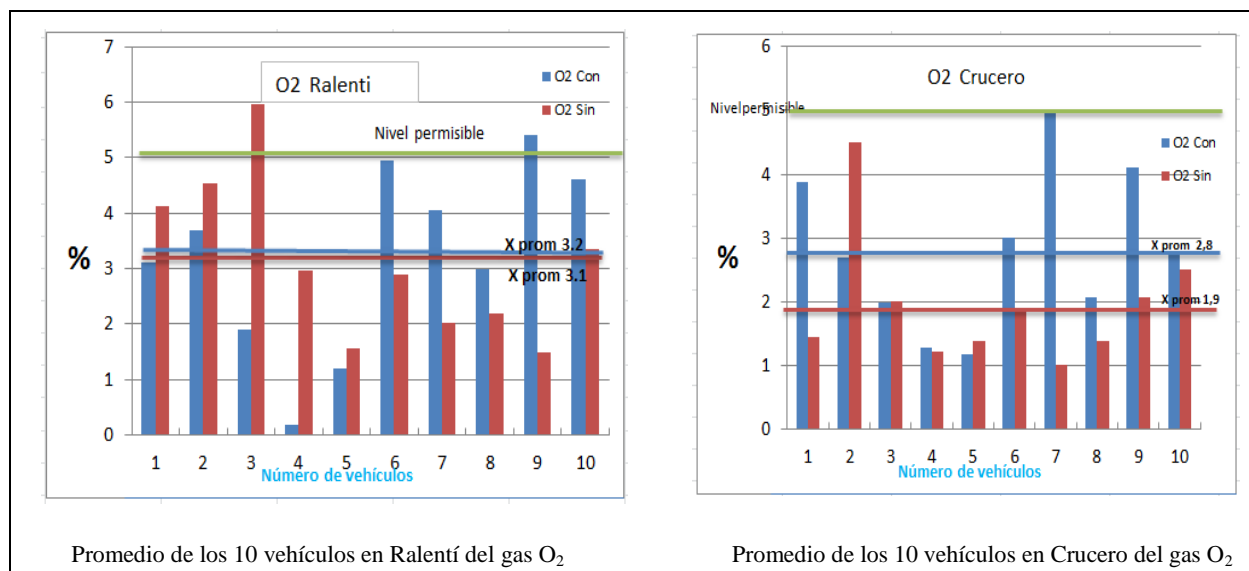 7
6
5
4
3
2
1
0
O2 Ralenti
O2 Con
O2 Sin
Nivel permisible
%
X prom 3.2
X prom 3.1
1 2 3 4 5 6 7 8 9 10
Número de vehículos
Promedio de los 10 vehículos en Ralentí del gas O₂
6
5
4
3
2
1
0
O2 Crucero
Nivelpermisible
O2 Con
O2 Sin
%
X prom 2,8
X prom 1,9
1 2 3 4 5 6 7 8 9 10
Número de vehículos
Promedio de los 10 vehículos en Crucero del gas O₂